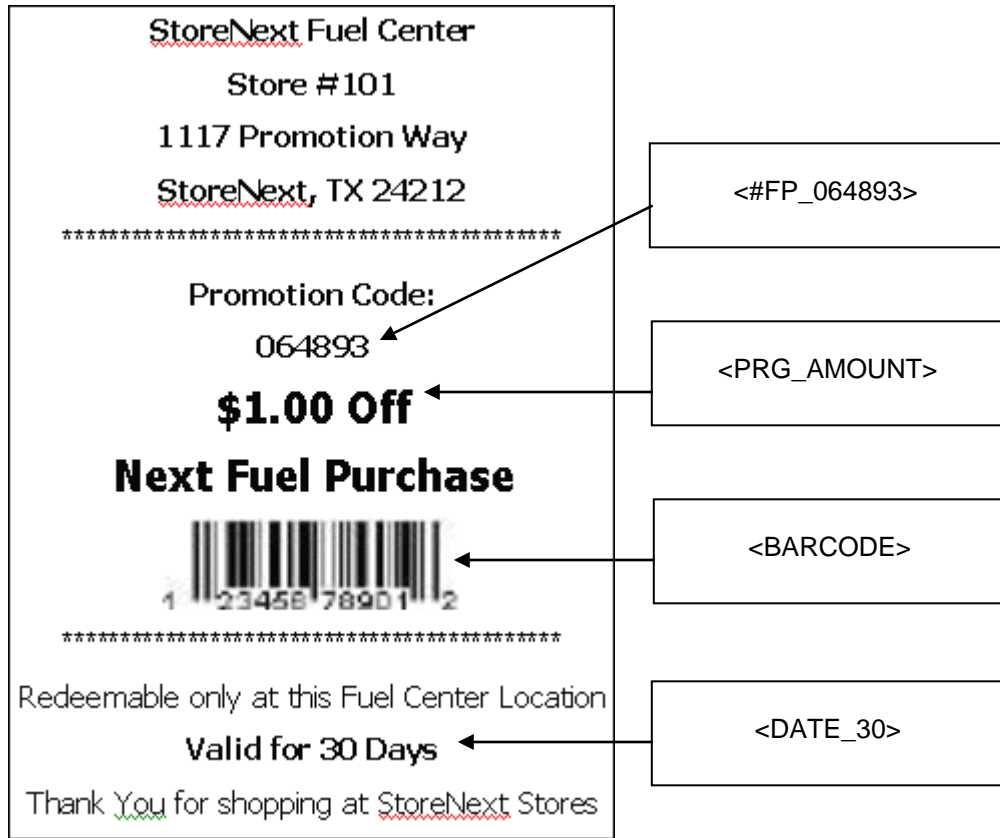 StoreNext Fuel Center
Store #101
1117 Promotion Way
StoreNext, TX 24212
*******************************************
Promotion Code:
064893
$1.00 Off
Next Fuel Purchase
1 23456 78901 2
*******************************************
Redeemable only at this Fuel Center Location
Valid for 30 Days
Thank You for shopping at StoreNext Stores
<#FP_064893>
<PRG_AMOUNT>
<BARCODE>
<DATE_30>